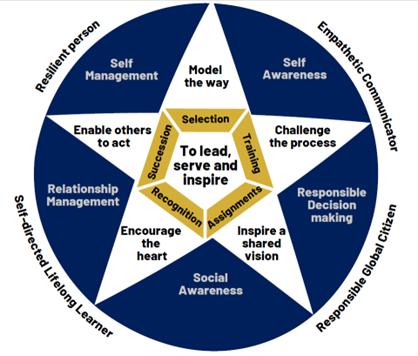 Resilient person
Empathetic Communicator
Self
Management
Model
the way
Self
Awareness
Enable others
to act
Selection
Challenge
the process
Succession
Training
To lead,
serve and
inspire
Relationship
Management
Recognition
Assignments
Responsible
Decision
making
Encourage
the
heart
Inspire a
shared
vision
Social
Awareness
Self-directed Lifelong Learner
Responsible Global Citizen